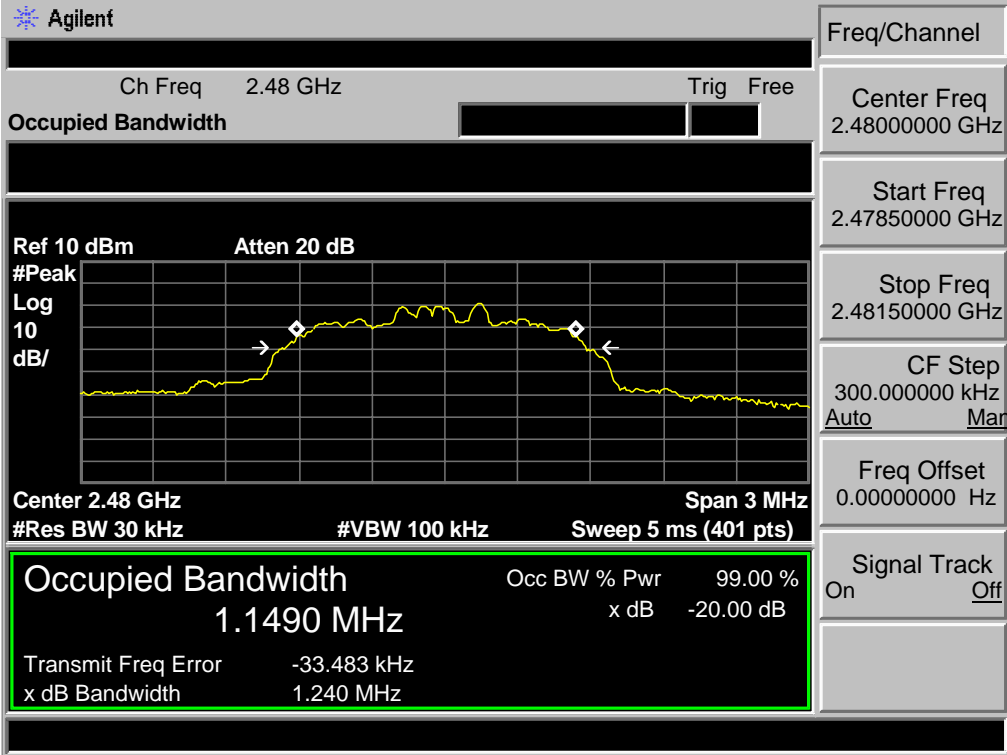 Agilent
Freq/Channel
Ch Freq 2.48 GHz Trig Free
Occupied Bandwidth
Center Freq
2.48000000 GHz
Start Freq
2.47850000 GHz
Stop Freq
2.48150000 GHz
CF Step
300.000000 kHz
Auto Man
Freq Offset
0.00000000 Hz
Signal Track
On Off
Ref 10 dBm Atten 20 dB
#Peak
Log
10
dB/
Center 2.48 GHz Span 3 MHz
#Res BW 30 kHz #VBW 100 kHz Sweep 5 ms (401 pts)
Occupied Bandwidth
1.1490 MHz
Occ BW % Pwr 99.00 %
x dB -20.00 dB
Transmit Freq Error -33.483 kHz
x dB Bandwidth 1.240 MHz